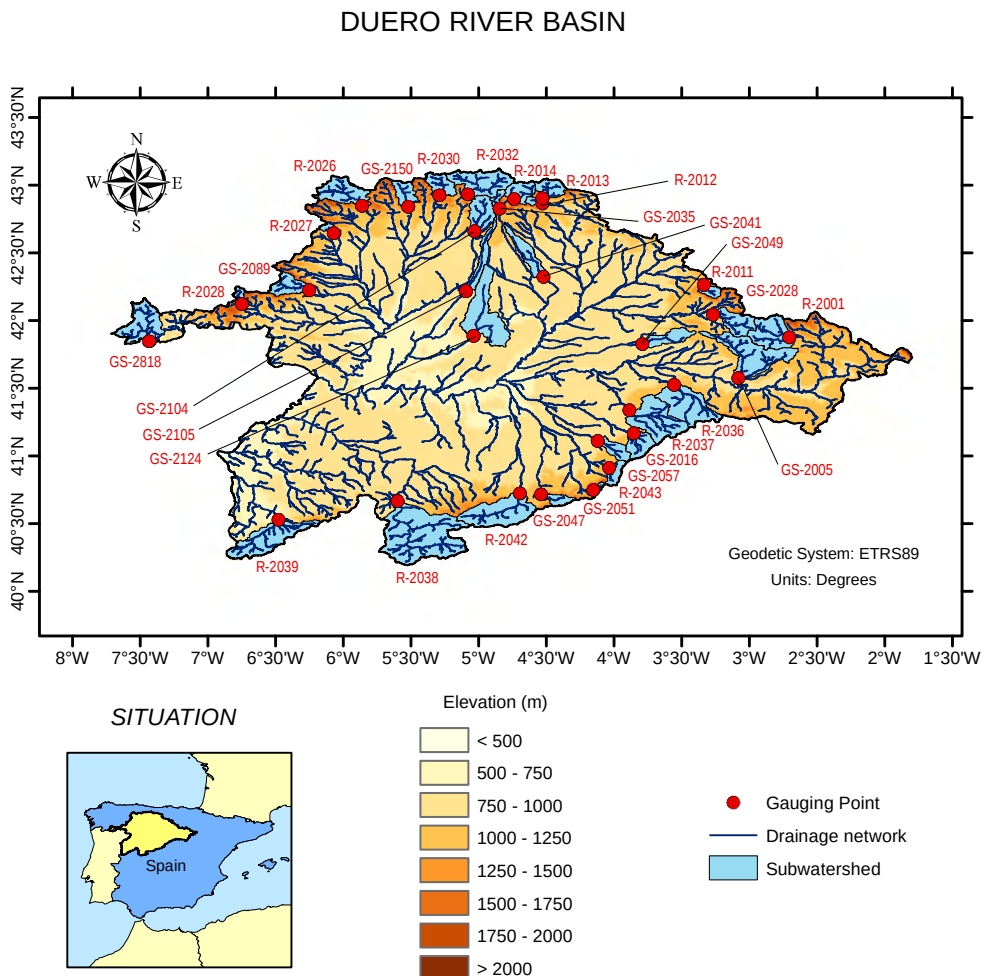 DUERO RIVER BASIN
43°30'N
43°N
42°30'N
42°N
41°30'N
41°N
40°30'N
40°N
N
W
E
S
R-2026
GS-2150
R-2030
R-2032
R-2014
R-2013
R-2012
GS-2035
GS-2041
GS-2049
R-2027
R-2011
GS-2089
GS-2028
R-2028
R-2001
GS-2818
GS-2104
GS-2105
GS-2124
R-2036
R-2037
GS-2016
GS-2005
GS-2057
R-2043
GS-2051
GS-2047
R-2042
R-2039
R-2038
Geodetic System: ETRS89
Units: Degrees
8°W
7°30'W
7°W
6°30'W
6°W
5°30'W
5°W
4°30'W
4°W
3°30'W
3°W
2°30'W
2°W
1°30'W
SITUATION
Spain
Elevation (m)
< 500
500 - 750
750 - 1000
1000 - 1250
1250 - 1500
1500 - 1750
1750 - 2000
> 2000
Gauging Point
Drainage network
Subwatershed